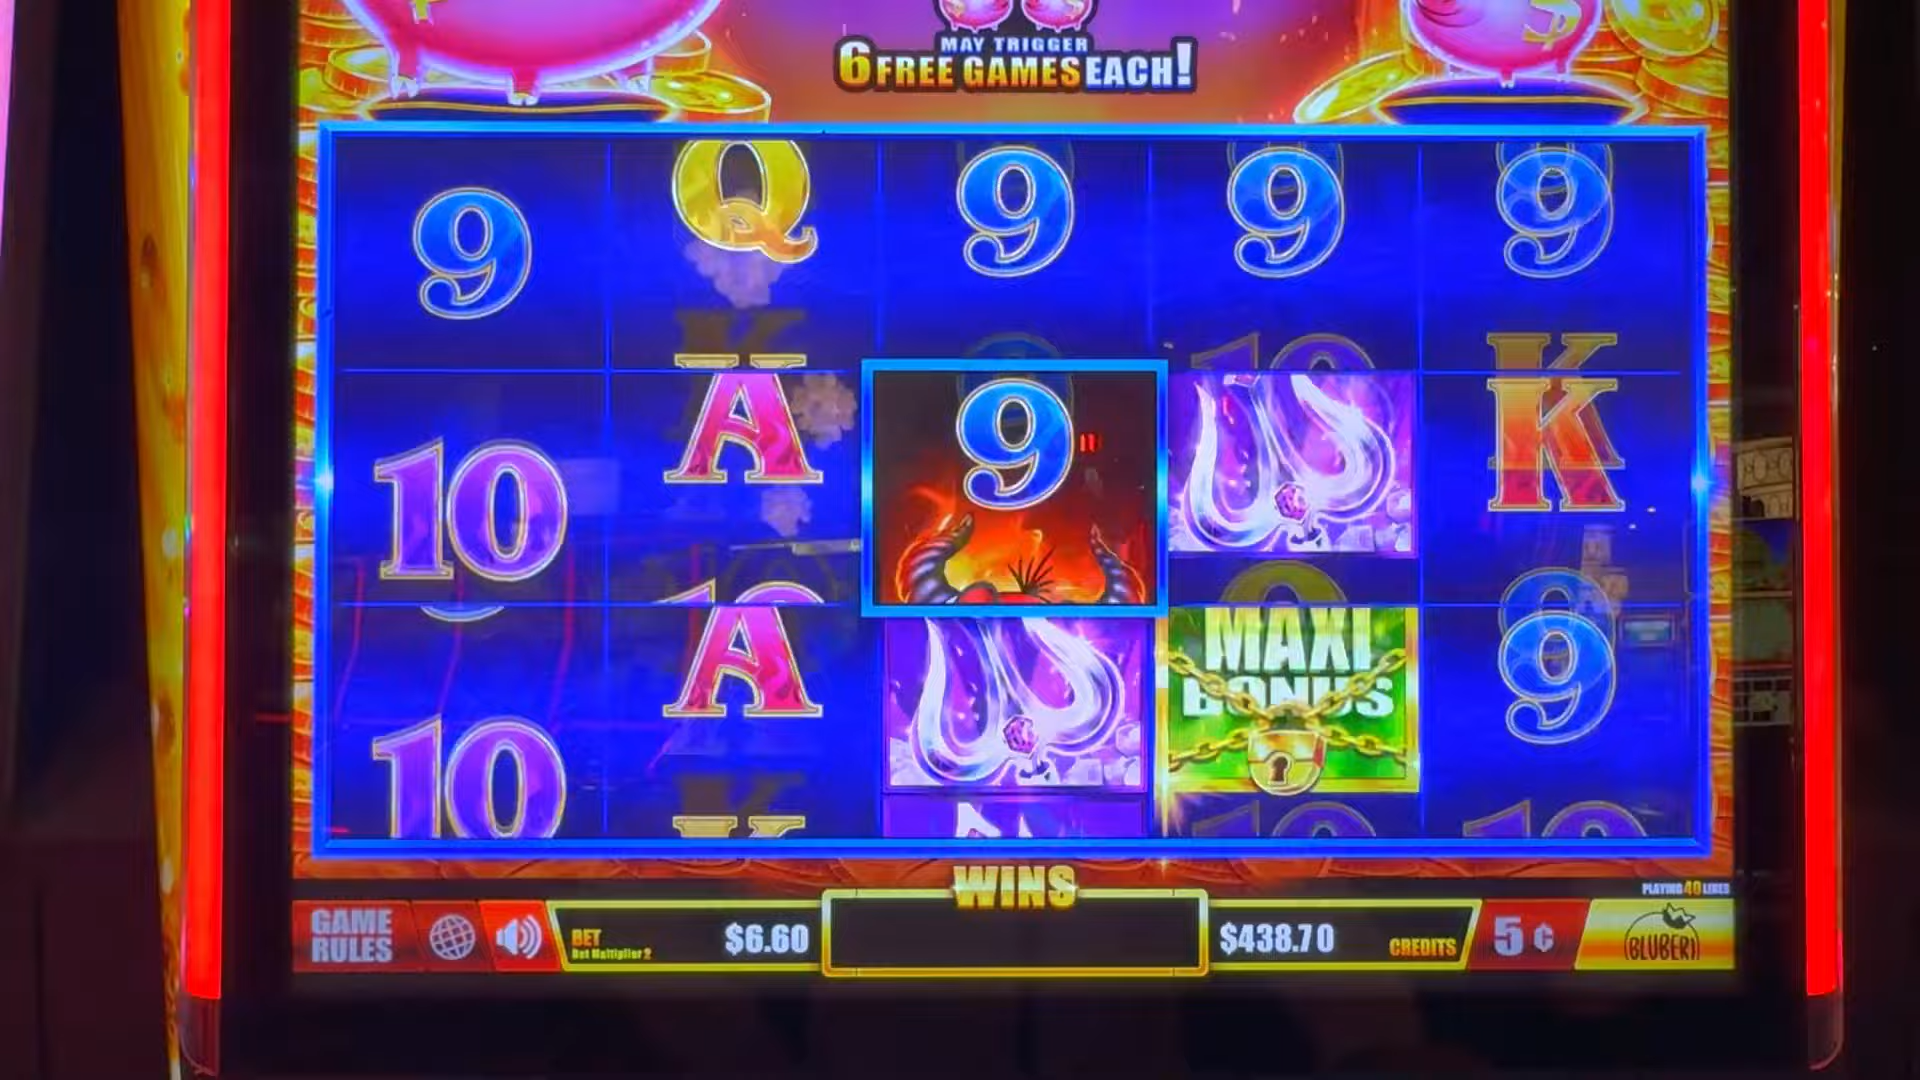 MAY TRIGGER
6 FREE GAMES EACH!
9 Q 9 9 9
10 A 9 K
10 A MAXI BONUS 9
K
WINS
PLAYING 40 LINES
GAME RULES
BET $6.60
Bet Multiplier 2
$438.70 CREDITS
5¢
BLUBERI